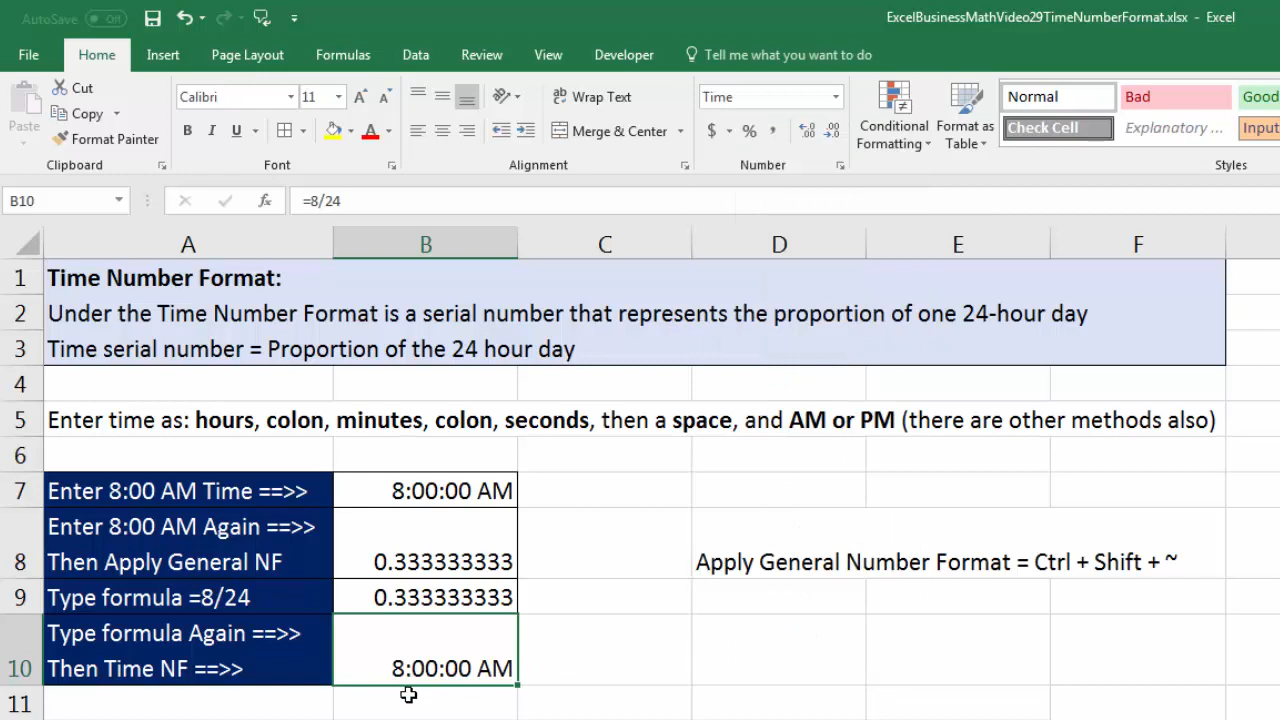 AutoSave Off
ExcelBusinessMathVideo29TimeNumberFormat.xlsx - Excel
File Home Insert Page Layout Formulas Data Review View Developer Tell me what you want to do
Paste
Cut
Copy
Format Painter
Clipboard
Calibri 11 A A
B I U A
Font
ab Wrap Text
Merge & Center
Alignment
Time
$ % , .0 .00 .00 .0
Number
Conditional Formatting
Format as Table
Normal Bad Good
Check Cell Explanatory ... Input
Styles
B10 fx =8/24
A B C D E F
1 Time Number Format:
2 Under the Time Number Format is a serial number that represents the proportion of one 24-hour day
3 Time serial number = Proportion of the 24 hour day
4
5 Enter time as: hours, colon, minutes, colon, seconds, then a space, and AM or PM (there are other methods also)
6
7 Enter 8:00 AM Time ==>> 8:00:00 AM
Enter 8:00 AM Again ==>>
8 Then Apply General NF 0.333333333 Apply General Number Format = Ctrl + Shift + ~
9 Type formula =8/24 0.333333333
Type formula Again ==>>
10 Then Time NF ==>> 8:00:00 AM
11